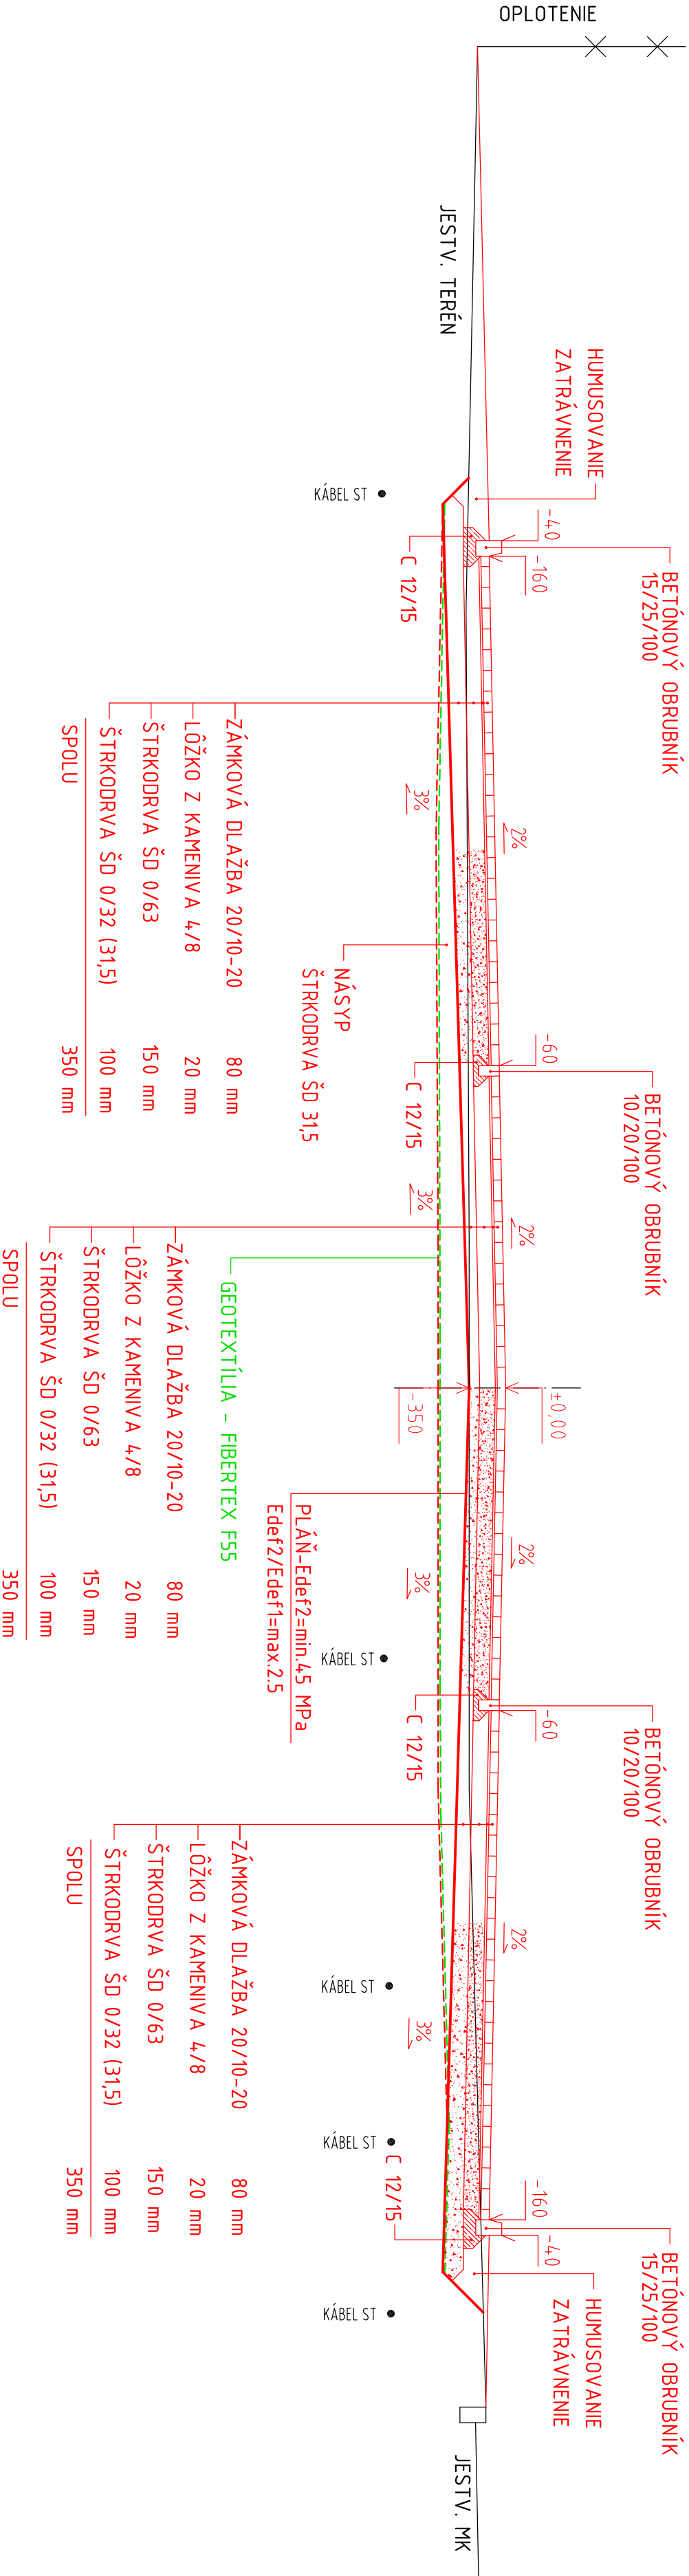 OPLOTENIE
JESTV. TERÉN
HUMUSOVANIE
ZATRÁVNENIE
KÁBEL ST
-40
-160
BETÓNOVÝ OBRUBNÍK
15/25/100
C 12/15
ZÁMKOVÁ DLAŽBA 20/10-20 80 mm
LÔŽKO Z KAMENIVA 4/8 20 mm
ŠTRKODRVA ŠD 0/63 150 mm
ŠTRKODRVA ŠD 0/32 (31,5) 100 mm
SPOLU 350 mm
3%
2%
NÁSYP
ŠTRKODRVA ŠD 31,5
-60
BETÓNOVÝ OBRUBNÍK
10/20/100
C 12/15
3%
2%
ZÁMKOVÁ DLAŽBA 20/10-20 80 mm
LÔŽKO Z KAMENIVA 4/8 20 mm
ŠTRKODRVA ŠD 0/63 150 mm
ŠTRKODRVA ŠD 0/32 (31,5) 100 mm
SPOLU 350 mm
GEOTEXTÍLIA - FIBERTEX F55
±0,00
-350
PLÁŇ-Edef2=min.45 MPa
Edef2/Edef1=max.2.5
2%
3%
KÁBEL ST
C 12/15
-60
BETÓNOVÝ OBRUBNÍK
10/20/100
ZÁMKOVÁ DLAŽBA 20/10-20 80 mm
LÔŽKO Z KAMENIVA 4/8 20 mm
ŠTRKODRVA ŠD 0/63 150 mm
ŠTRKODRVA ŠD 0/32 (31,5) 100 mm
SPOLU 350 mm
2%
3%
KÁBEL ST
KÁBEL ST
C 12/15
-160
-40
BETÓNOVÝ OBRUBNÍK
15/25/100
HUMUSOVANIE
ZATRÁVNENIE
KÁBEL ST
JESTV. MK